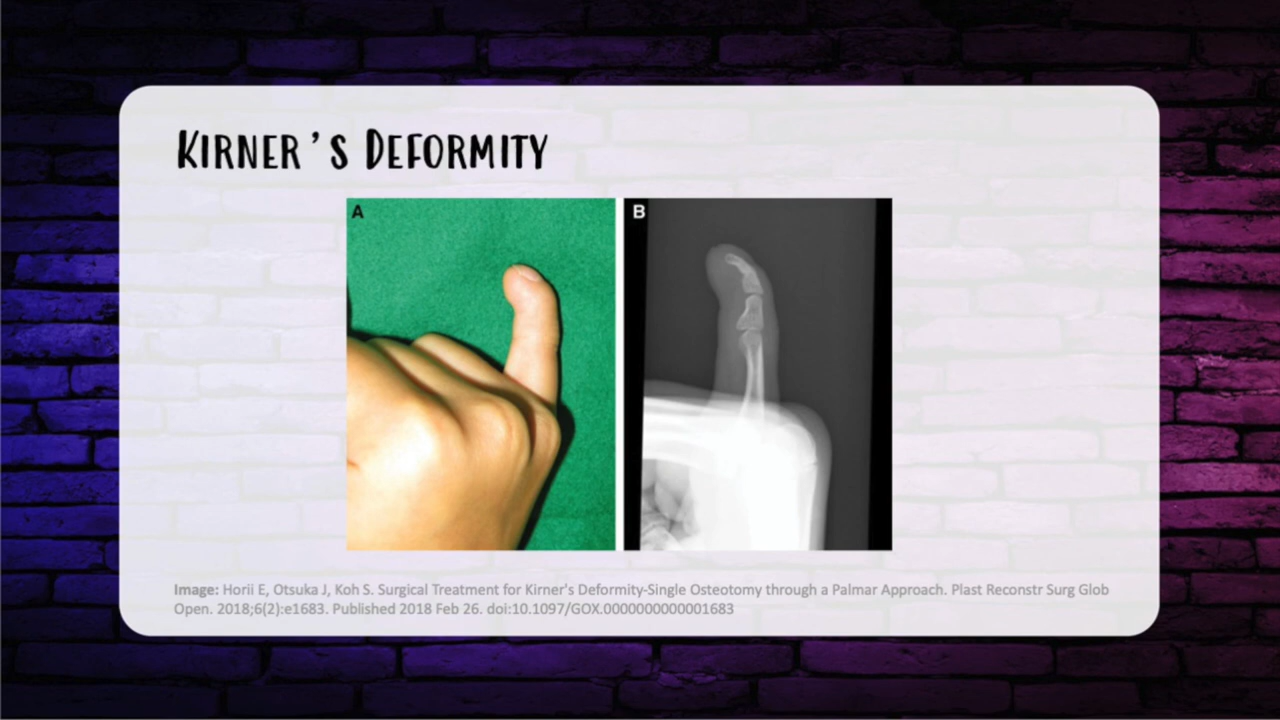 KIRNER'S DEFORMITY
A
B
Image: Horii E, Otsuka J, Koh S. Surgical Treatment for Kirner's Deformity-Single Osteotomy through a Palmar Approach. Plast Reconstr Surg Glob
Open. 2018;6(2):e1683. Published 2018 Feb 26. doi:10.1097/GOX.0000000000001683